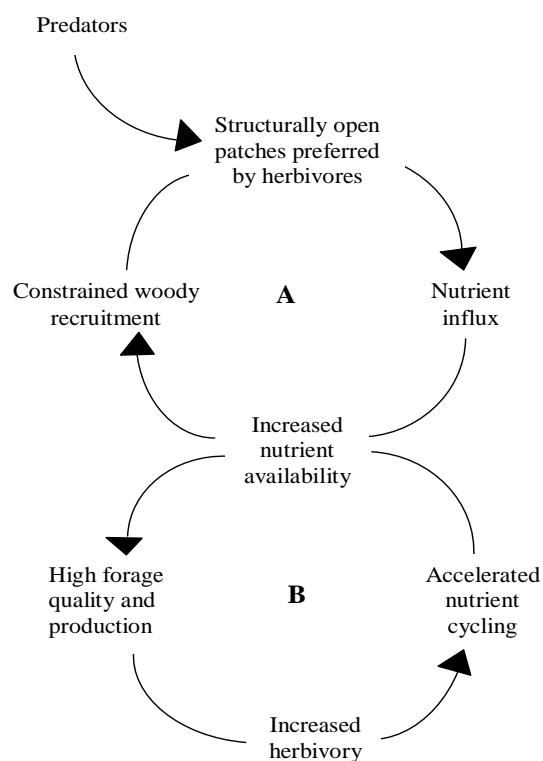 Predators
Structurally open
patches preferred
by herbivores
Constrained woody
recruitment
A
Nutrient
influx
Increased
nutrient
availability
High forage
quality and
production
B
Accelerated
nutrient
cycling
Increased
herbivory